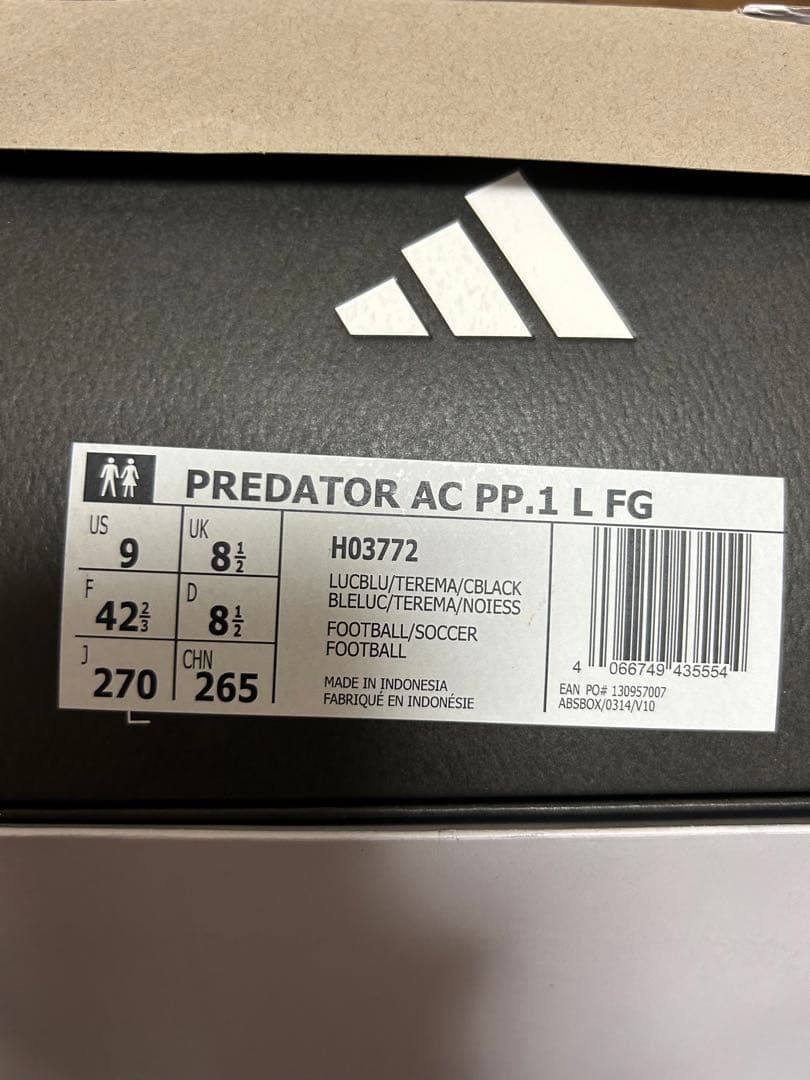 PREDATOR AC PP.1 L FG
US 9
UK 8½
F 42⅔
D 8½
J 270
CHN 265
H03772
LUCBLU/TEREMA/CBLACK
BLELUC/TEREMA/NOIESS
FOOTBALL/SOCCER
FOOTBALL
MADE IN INDONESIA
FABRIQUÉ EN INDONÉSIE
4 066749 435554
EAN PO# 130957007
ABSBOX/0314/V10